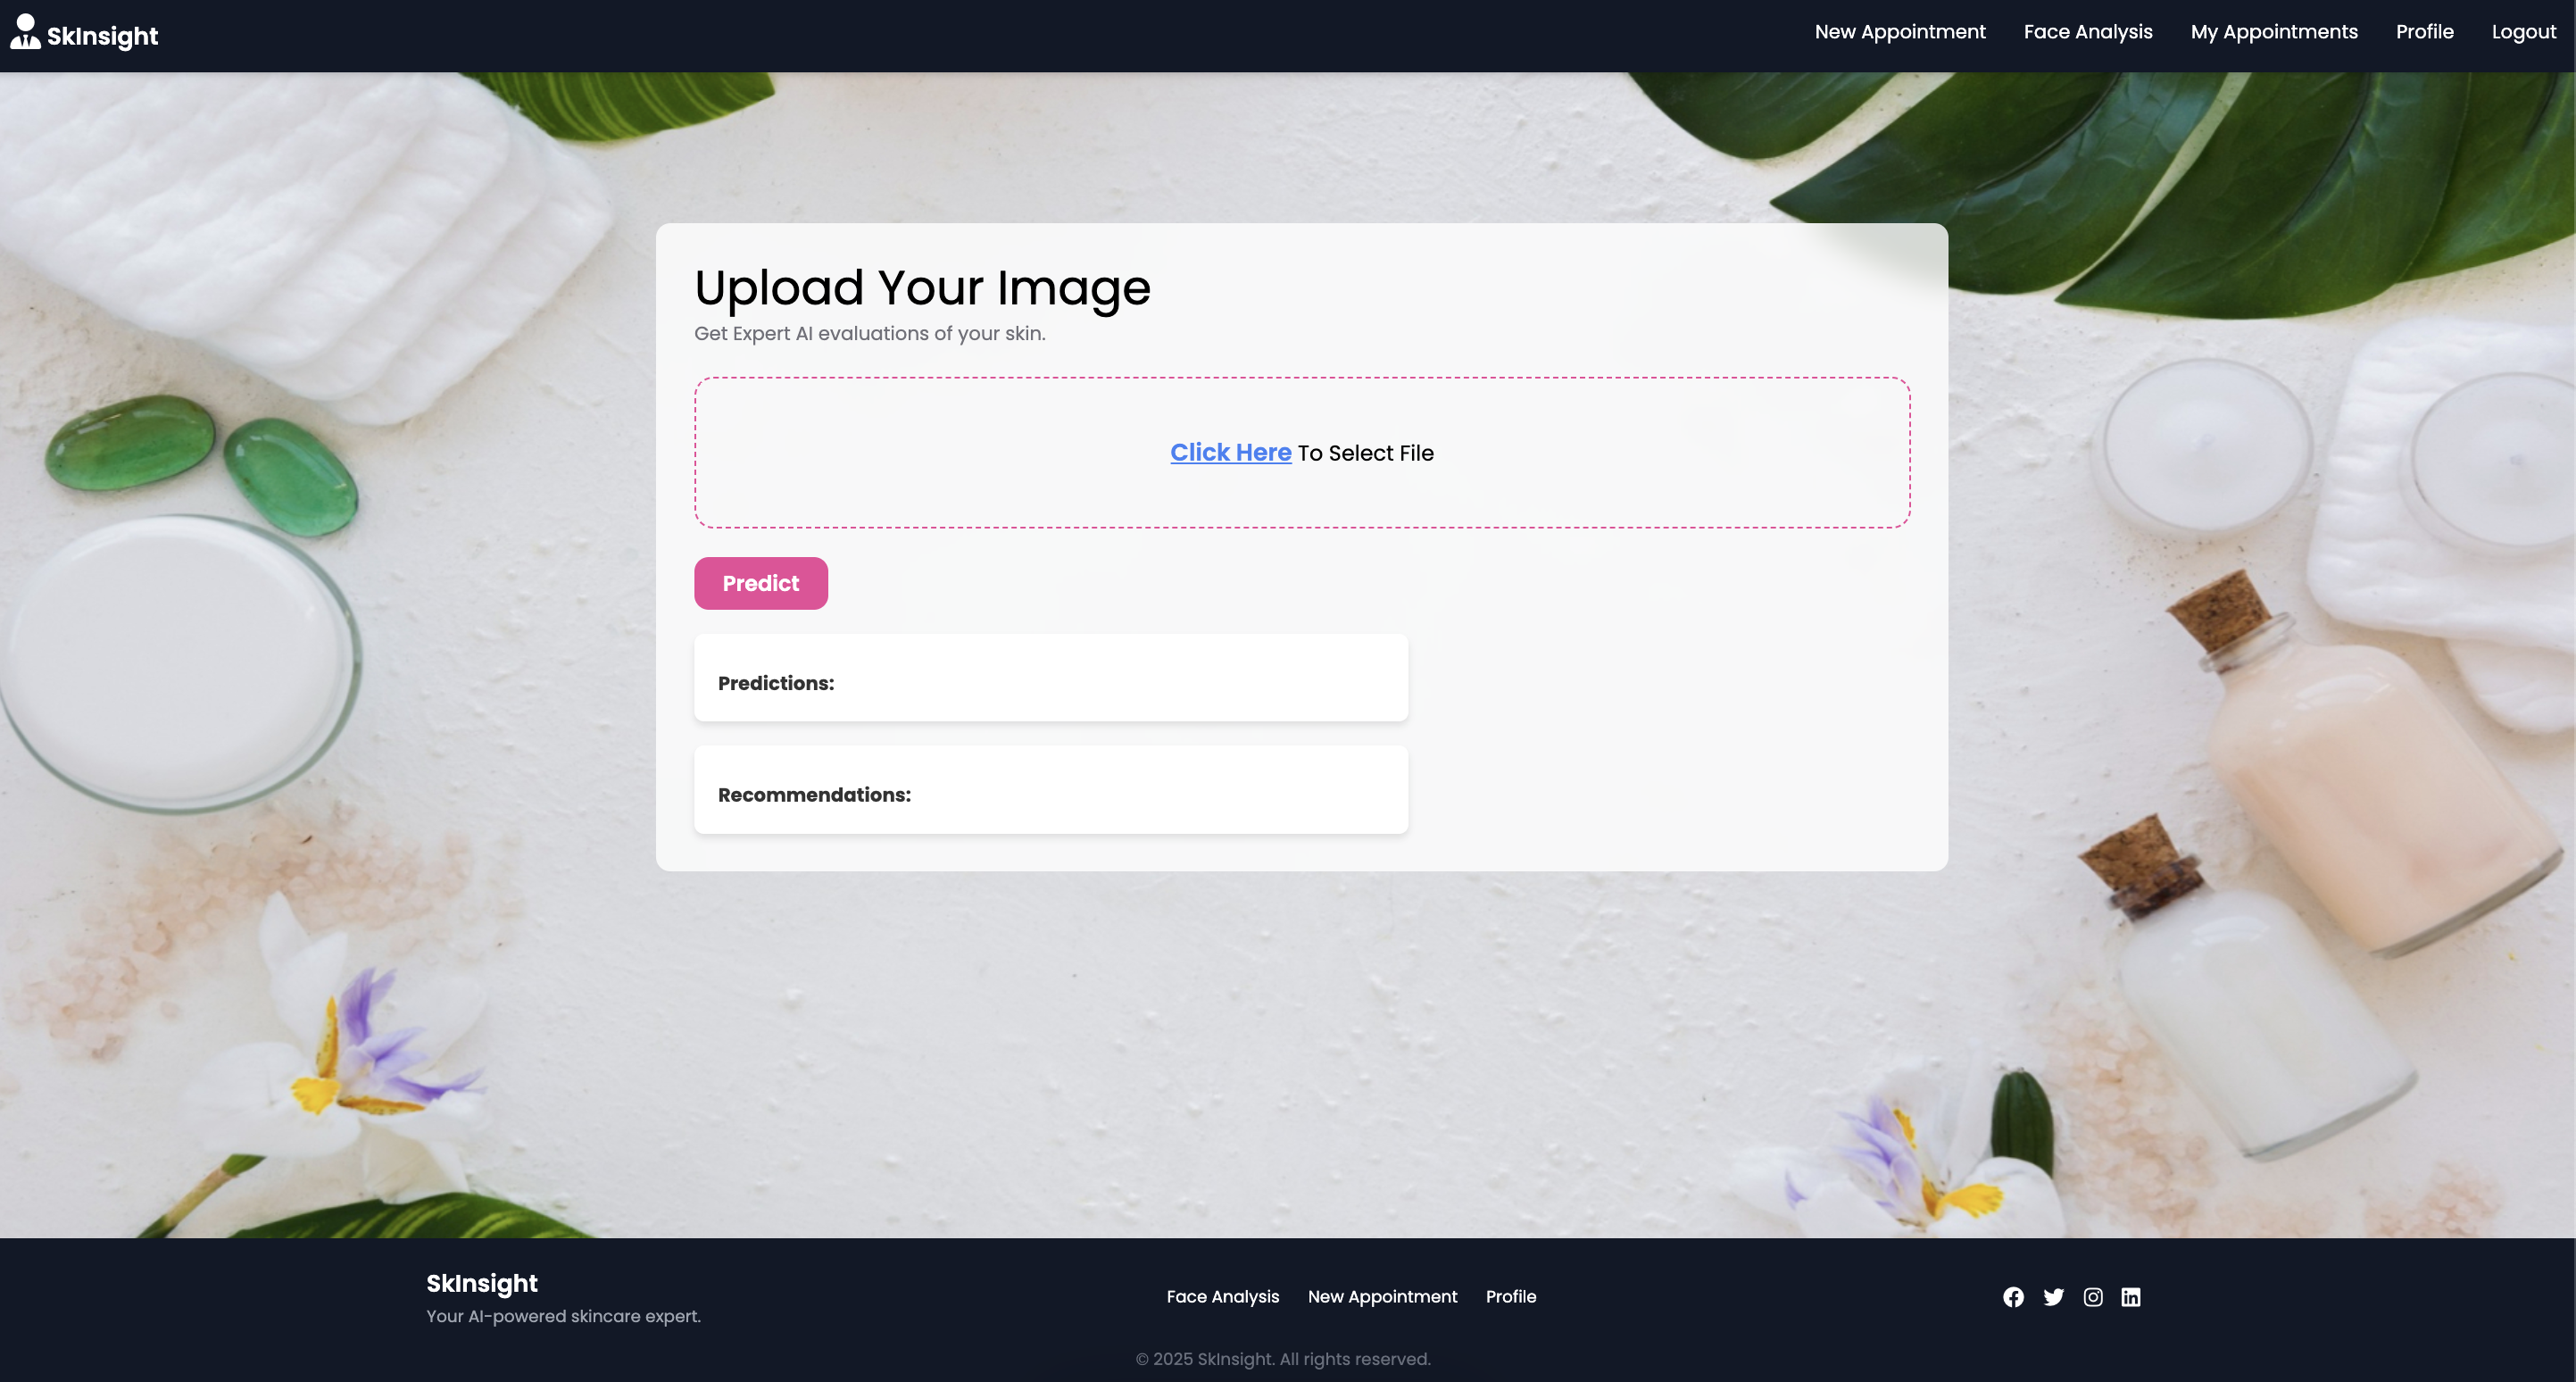 SkInsight
New Appointment Face Analysis My Appointments Profile Logout
Upload Your Image
Get Expert AI evaluations of your skin.
Click Here To Select File
Predict
Predictions:
Recommendations:
SkInsight
Your AI-powered skincare expert.
Face Analysis New Appointment Profile
© 2025 SkInsight. All rights reserved.